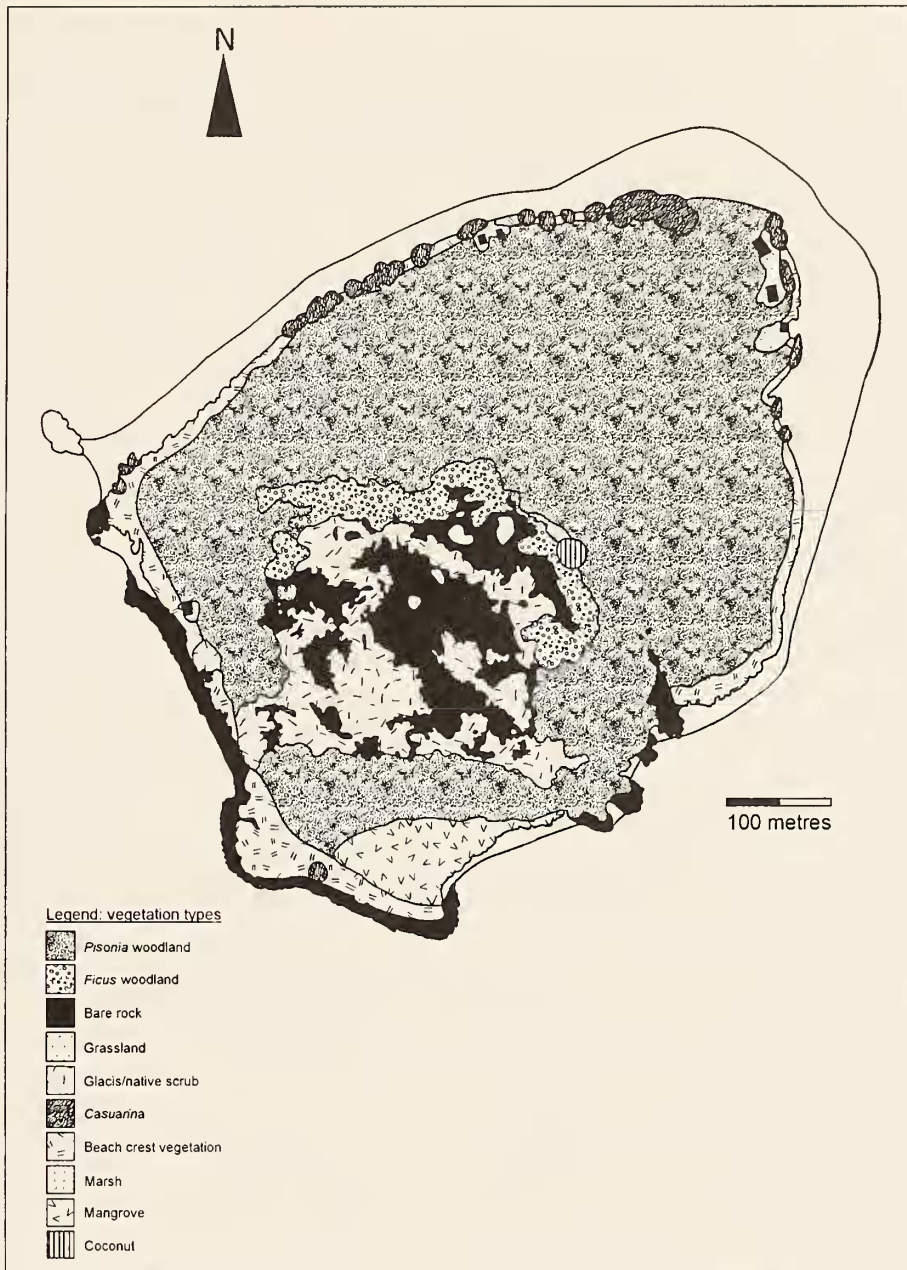 N
100 metres
Legend: vegetation types
Pisonia woodland
Ficus woodland
Bare rock
Grassland
Glacis/native scrub
Casuarina
Beach crest vegetation
Marsh
Mangrove
Coconut